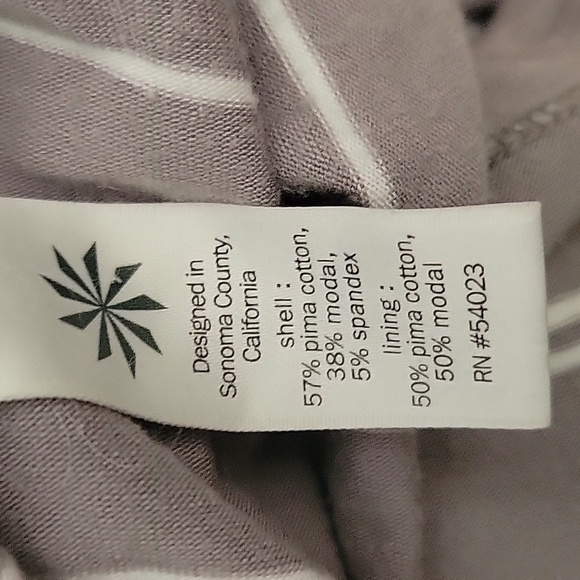 Designed in
Sonoma County,
California
shell :
57% pima cotton,
38% modal,
5% spandex
lining :
50% pima cotton,
50% modal
RN #54023